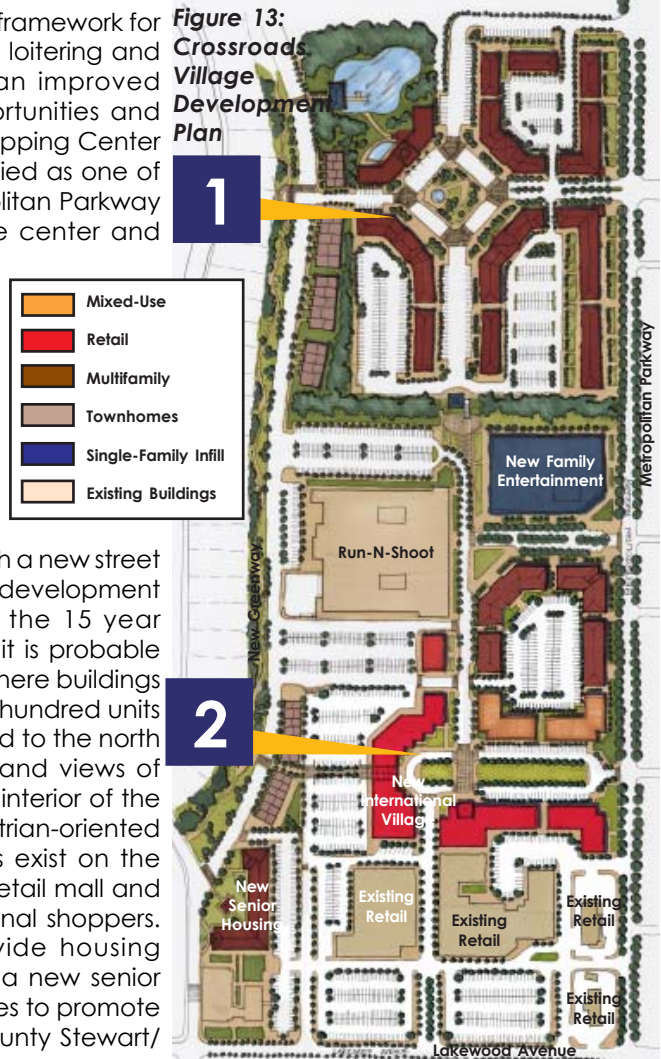 framework for
loitering and
an improved
ortunities and
pping Center
ied as one of
olitan Parkway
e center and
Figure 13:
Crossroads
Village
Development
Plan
1
Mixed-Use
Retail
Multifamily
Townhomes
Single-Family Infill
Existing Buildings
h a new street
development
the 15 year
it is probable
here buildings
hundred units
d to the north
and views of
interior of the
trian-oriented
s exist on the
etail mall and
nal shoppers.
vide housing
a new senior
es to promote
unty Stewart/
Metropolitan Parkway
New Family
Entertainment
Run-N-Shoot
New Greenway
2
New
International
Village
New
Senior
Housing
Existing
Retail
Existing
Retail
Existing
Retail
Existing
Retail
Lakewood Avenue